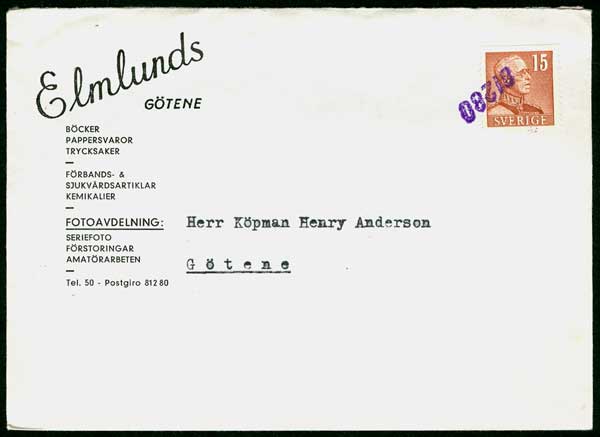 Elmlunds
GÖTENE
BÖCKER
PAPPERSVAROR
TRYCKSAKER
FÖRBANDS- &
SJUKVÅRDSARTIKLAR
KEMIKALIER
FOTOAVDELNING:
SERIEFOTO
FÖRSTORINGAR
AMATÖRARBETEN
Tel. 50 - Postgiro 81280
15
SVERIGE
81280
Herr Köpman Henry Anderson
Götene